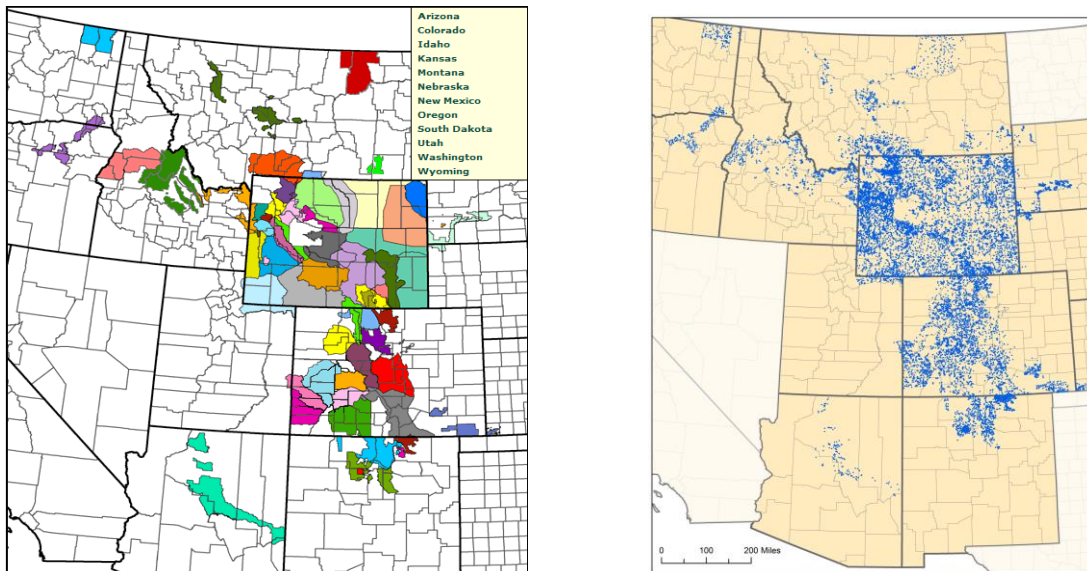 Arizona
Colorado
Idaho
Kansas
Montana
Nebraska
New Mexico
Oregon
South Dakota
Utah
Washington
Wyoming
0 100 200 Miles